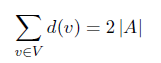 ∑_{v∈V} d(v) = 2 |A|